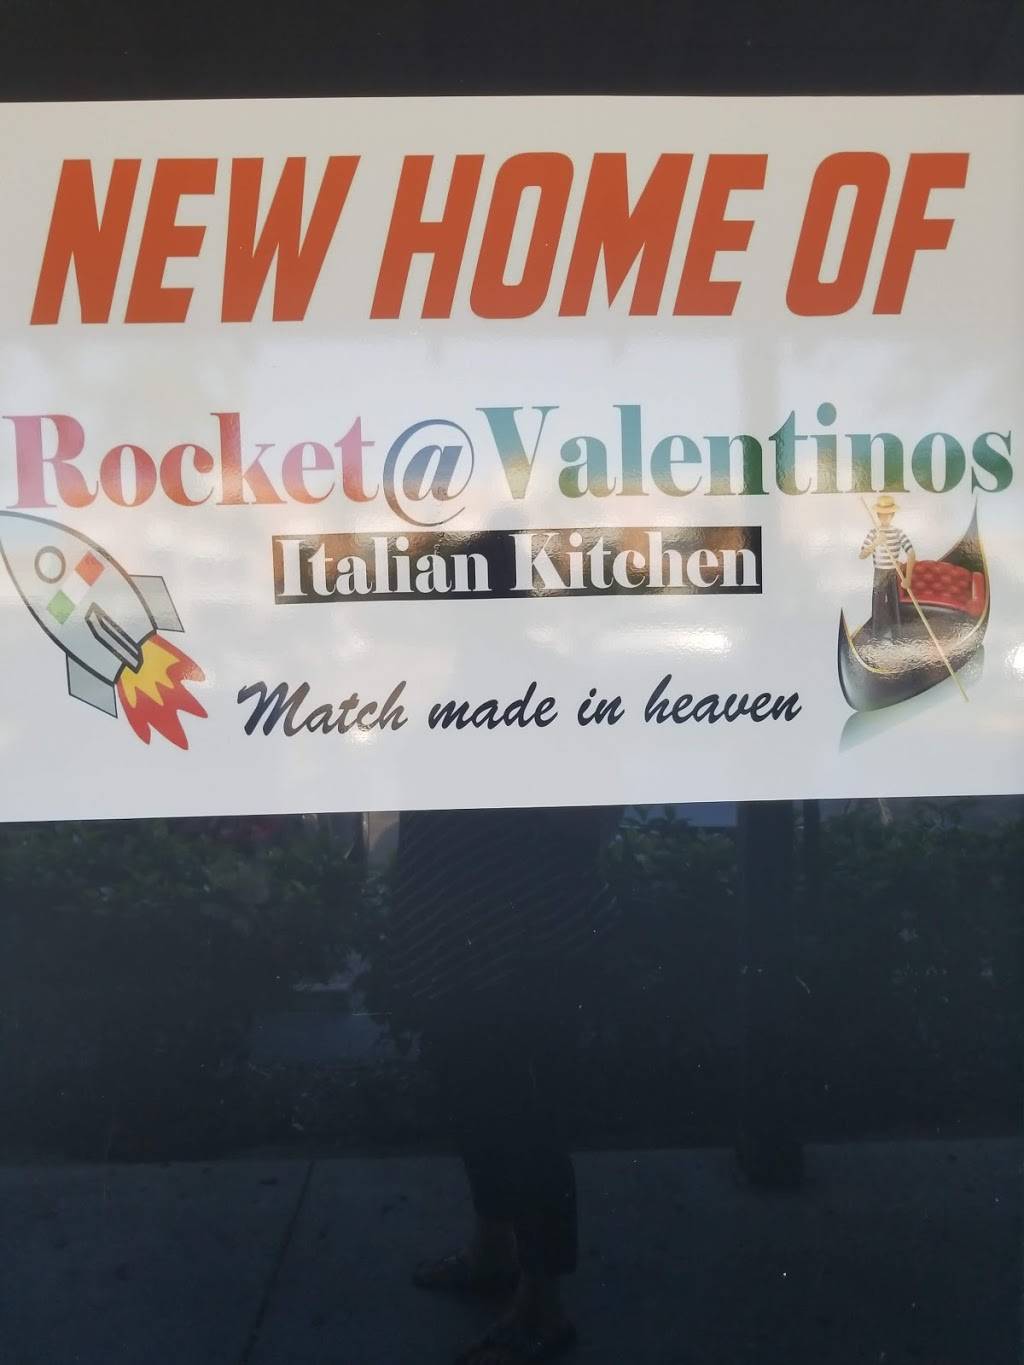 NEW HOME OF
Rocket@Valentinos
Italian Kitchen
Match made in heaven